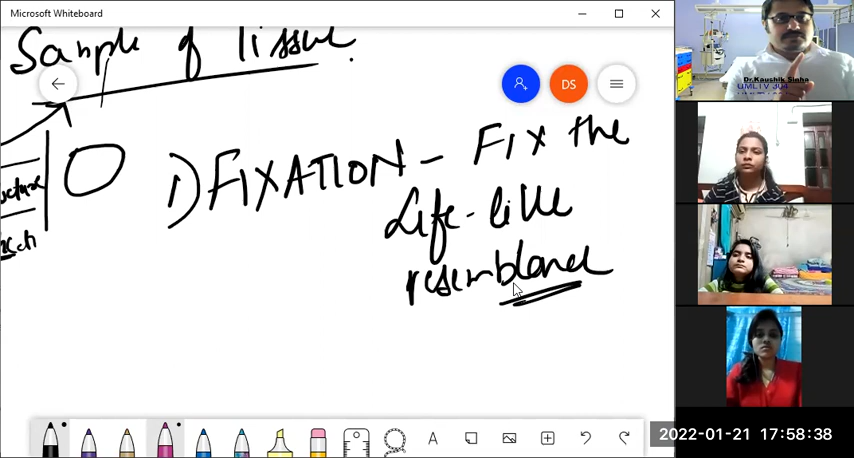 Microsoft Whiteboard
Sample of tissue.
DS
1) FIXATION - Fix the
Life-like
resemblance
Dr.Kaushik Sinha
A
2022-01-21 17:58:38